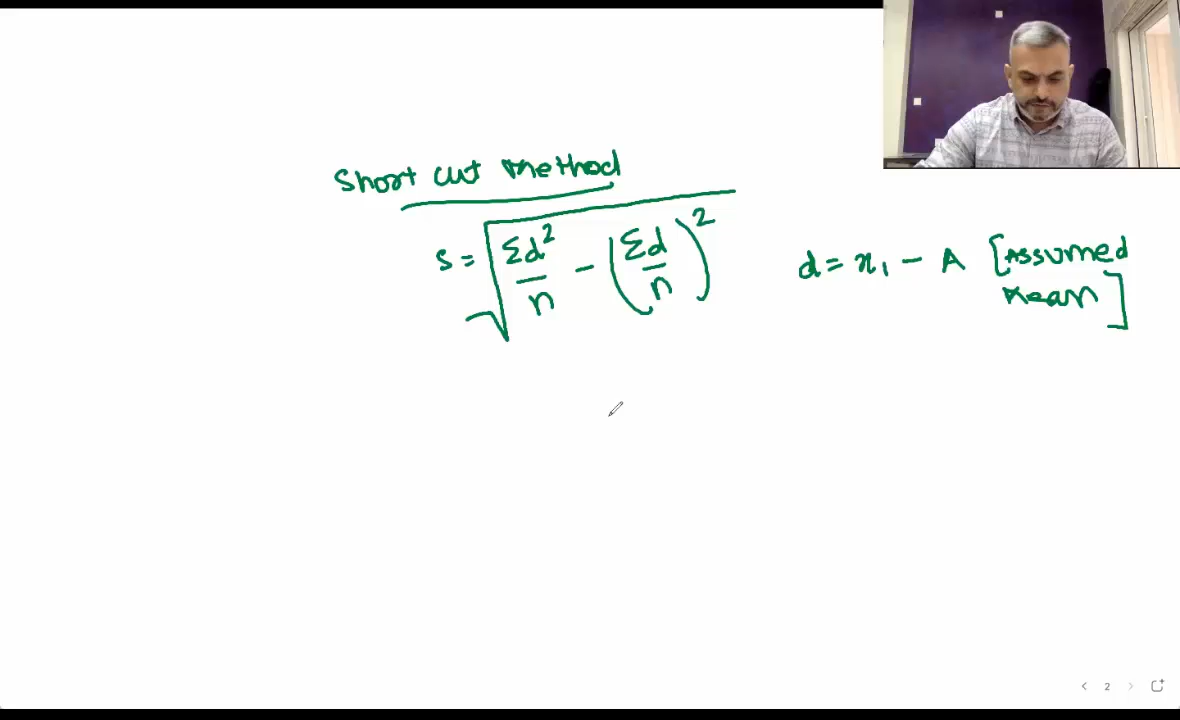 Short cut Method
S = √(Σd²/n − (Σd/n)²)
d = x₁ − A [Assumed Mean]
2